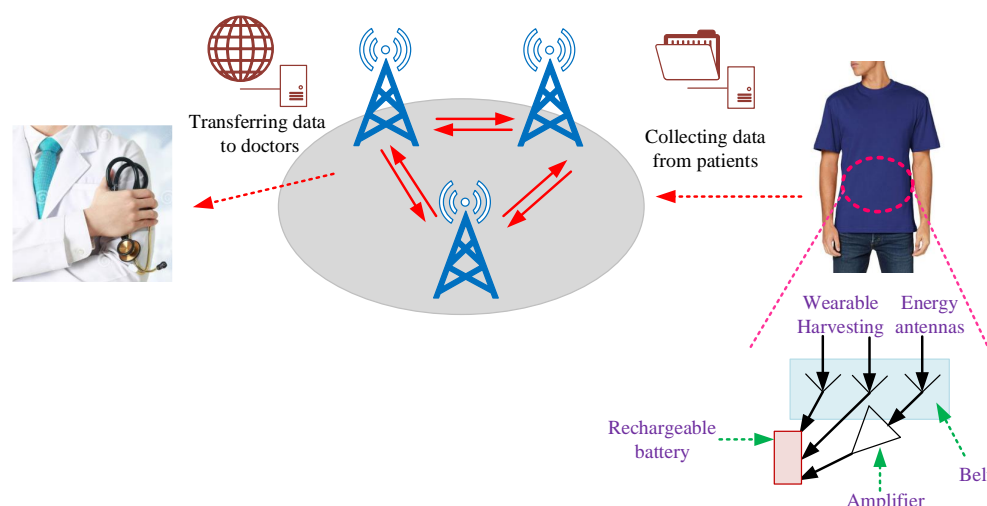 Transferring data
to doctors
Collecting data
from patients
Wearable
Harvesting
Energy
antennas
Rechargeable
battery
Bel
Amplifier